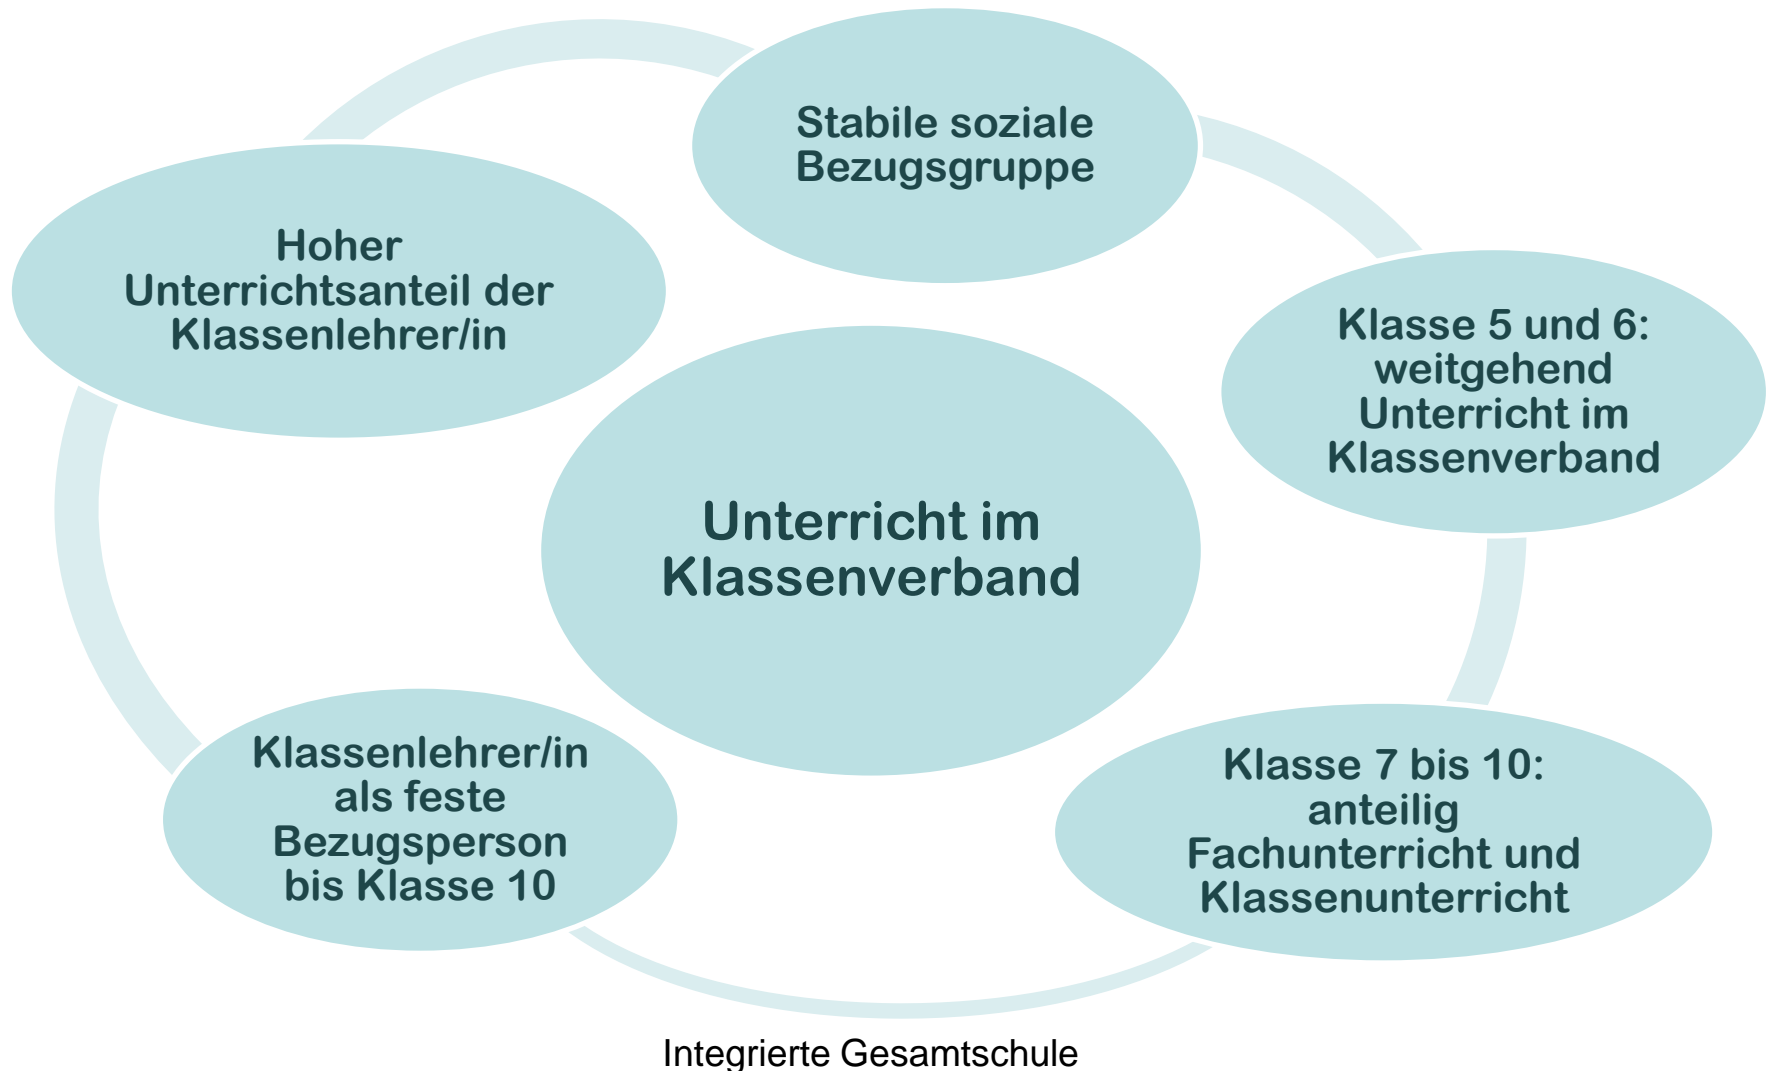 Stabile soziale
Bezugsgruppe
Hoher
Unterrichtsanteil der
Klassenlehrer/in
Klasse 5 und 6:
weitgehend
Unterricht im
Klassenverband
Unterricht im
Klassenverband
Klassenlehrer/in
als feste
Bezugsperson
bis Klasse 10
Klasse 7 bis 10:
anteilig
Fachunterricht und
Klassenunterricht
Integrierte Gesamtschule